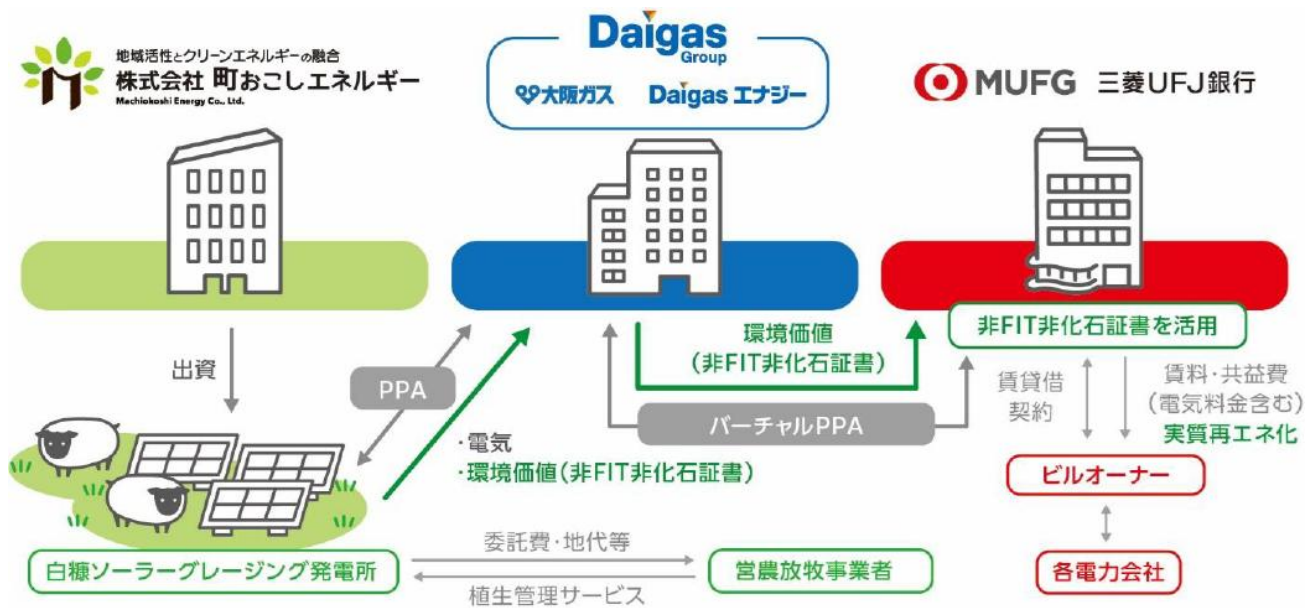 地域活性とクリーンエネルギーの融合
株式会社 町おこしエネルギー
Machiokoshi Energy Co., Ltd.
Daigas
Group
大阪ガス Daigas エナジー
MUFG 三菱UFJ銀行
非FIT非化石証書を活用
環境価値
(非FIT非化石証書)
出資
PPA
バーチャルPPA
賃貸借
契約
賃料・共益費
(電気料金含む)
実質再エネ化
・電気
・環境価値(非FIT非化石証書)
ビルオーナー
白糠ソーラーグレージング発電所
委託費・地代等
植生管理サービス
営農放牧事業者
各電力会社